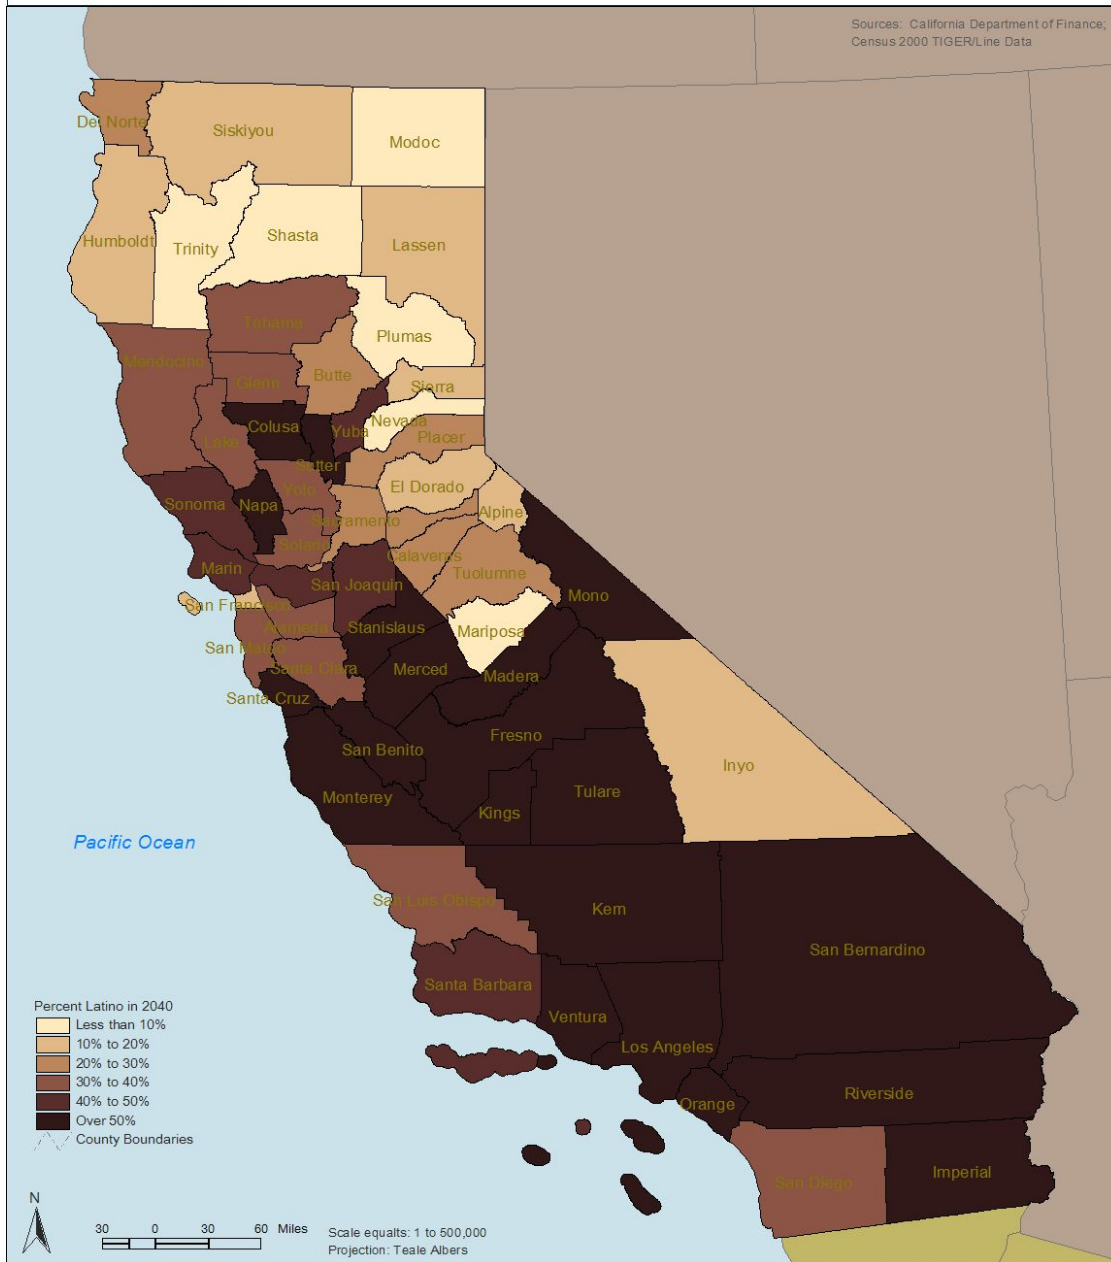 Sources: California Department of Finance;
Census 2000 TIGER/Line Data
Del Norte
Siskiyou
Modoc
Humboldt
Trinity
Shasta
Lassen
Tehama
Plumas
Mendocino
Glenn
Butte
Sierra
Colusa
Yuba
Nevada
Lake
Sutter
Placer
Sonoma
Napa
Yolo
El Dorado
Sacramento
Alpine
Solano
Calaveros
Marin
San Joaquin
Tuolumne
San Francisco
Mono
Alameda
Stanislaus
Mariposa
San Mateo
Santa Clara
Merced
Madera
Santa Cruz
Fresno
San Benito
Inyo
Monterey
Kings
Tulare
Pacific Ocean
San Luis Obispo
Kern
San Bernardino
Santa Barbara
Ventura
Los Angeles
Orange
Riverside
San Diego
Imperial
Percent Latino in 2040
Less than 10%
10% to 20%
20% to 30%
30% to 40%
40% to 50%
Over 50%
County Boundaries
N
30 0 30 60 Miles
Scale equalts: 1 to 500,000
Projection: Teale Albers